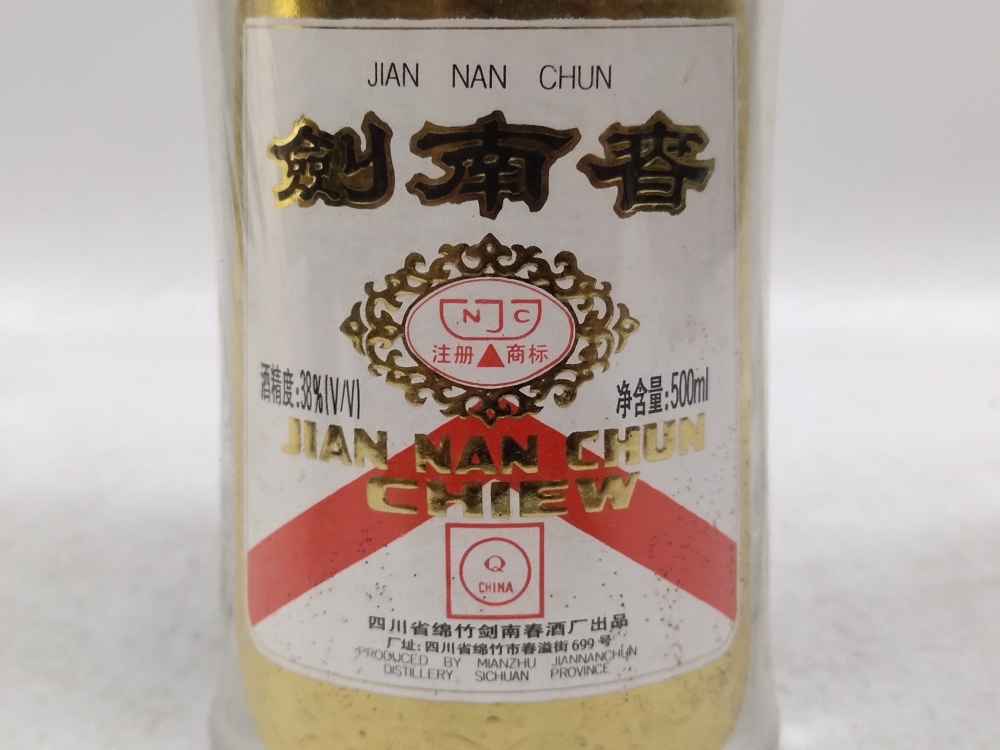 JIAN NAN CHUN
劍南春
NJC
注册 商标
酒精度:38%(V/V)
净含量:500ml
JIAN NAN CHUN
CHIEW
Q
CHINA
四川省绵竹剑南春酒厂出品
厂址:四川省绵竹市春溢街699号
PRODUCED BY MIANZHU JIANNANCHUN
DISTILLERY SICHUAN PROVINCE